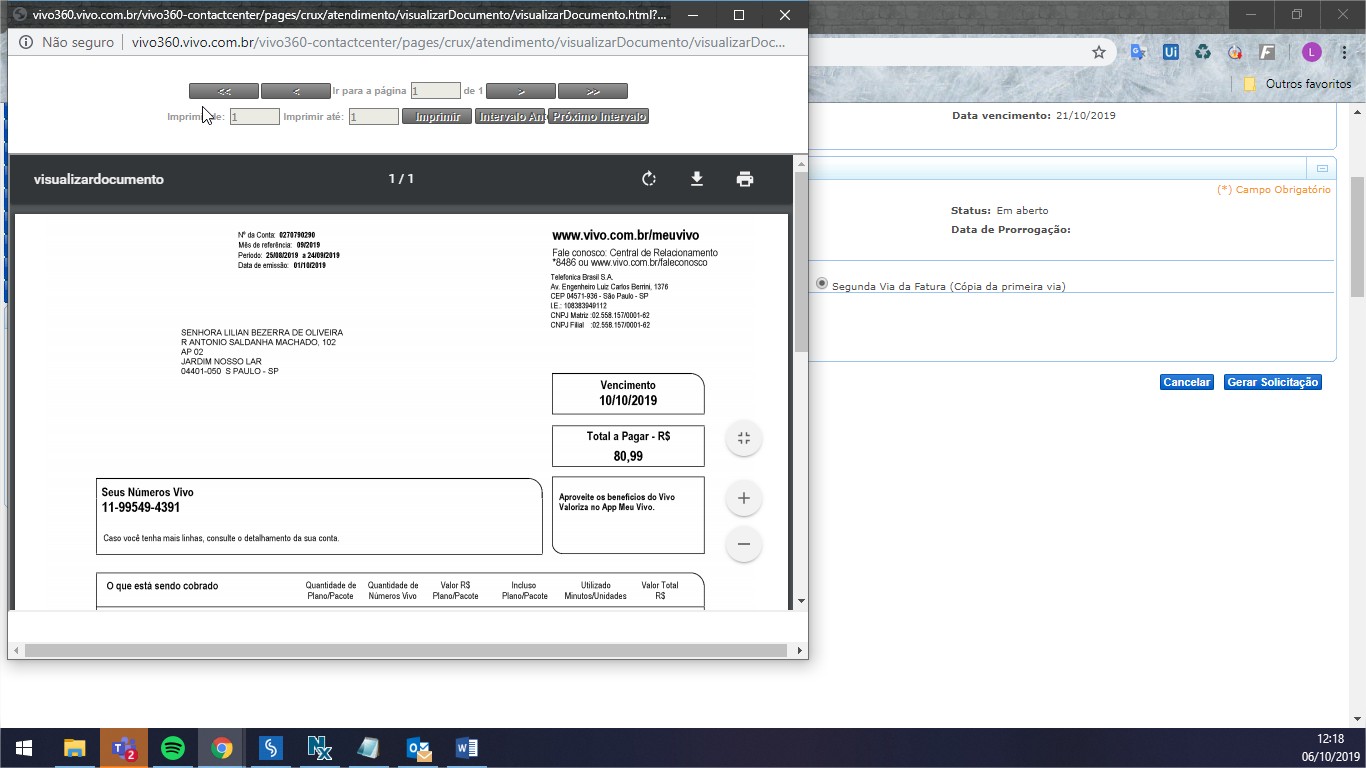 vivo360.vivo.com.br/vivo360-contactcenter/pages/crux/atendimento/visualizarDocumento/visualizarDocumento.html?...
Não seguro | vivo360.vivo.com.br/vivo360-contactcenter/pages/crux/atendimento/visualizarDocumento/visualizarDoc...
<< < Ir para a página 1 de 1 > >>
Imprimir de: 1 Imprimir até: 1 Imprimir Intervalo An Próximo Intervalo
visualizardocumento 1 / 1
Nº da Conta: 0270790290
Mês de referência: 09/2019
Período: 25/08/2019 a 24/09/2019
Data de emissão: 01/10/2019
www.vivo.com.br/meuvivo
Fale conosco: Central de Relacionamento
*8486 ou www.vivo.com.br/faleconosco
Telefonica Brasil S.A.
Av. Engenheiro Luiz Carlos Berrini, 1376
CEP 04571-936 - São Paulo - SP
I.E.: 108383949112
CNPJ Matriz :02.558.157/0001-62
CNPJ Filial :02.558.157/0001-62
SENHORA LILIAN BEZERRA DE OLIVEIRA
R ANTONIO SALDANHA MACHADO, 102
AP 02
JARDIM NOSSO LAR
04401-050 S PAULO - SP
Vencimento
10/10/2019
Total a Pagar - R$
80,99
Seus Números Vivo
11-99549-4391
Caso você tenha mais linhas, consulte o detalhamento da sua conta.
Aproveite os benefícios do Vivo
Valoriza no App Meu Vivo.
O que está sendo cobrado
Quantidade de
Plano/Pacote
Quantidade de
Números Vivo
Valor R$
Plano/Pacote
Incluso
Plano/Pacote
Utilizado
Minutos/Unidades
Valor Total
R$
Outros favoritos
Data vencimento: 21/10/2019
(*) Campo Obrigatório
Status: Em aberto
Data de Prorrogação:
Segunda Via da Fatura (Cópia da primeira via)
Cancelar Gerar Solicitação
12:18
06/10/2019